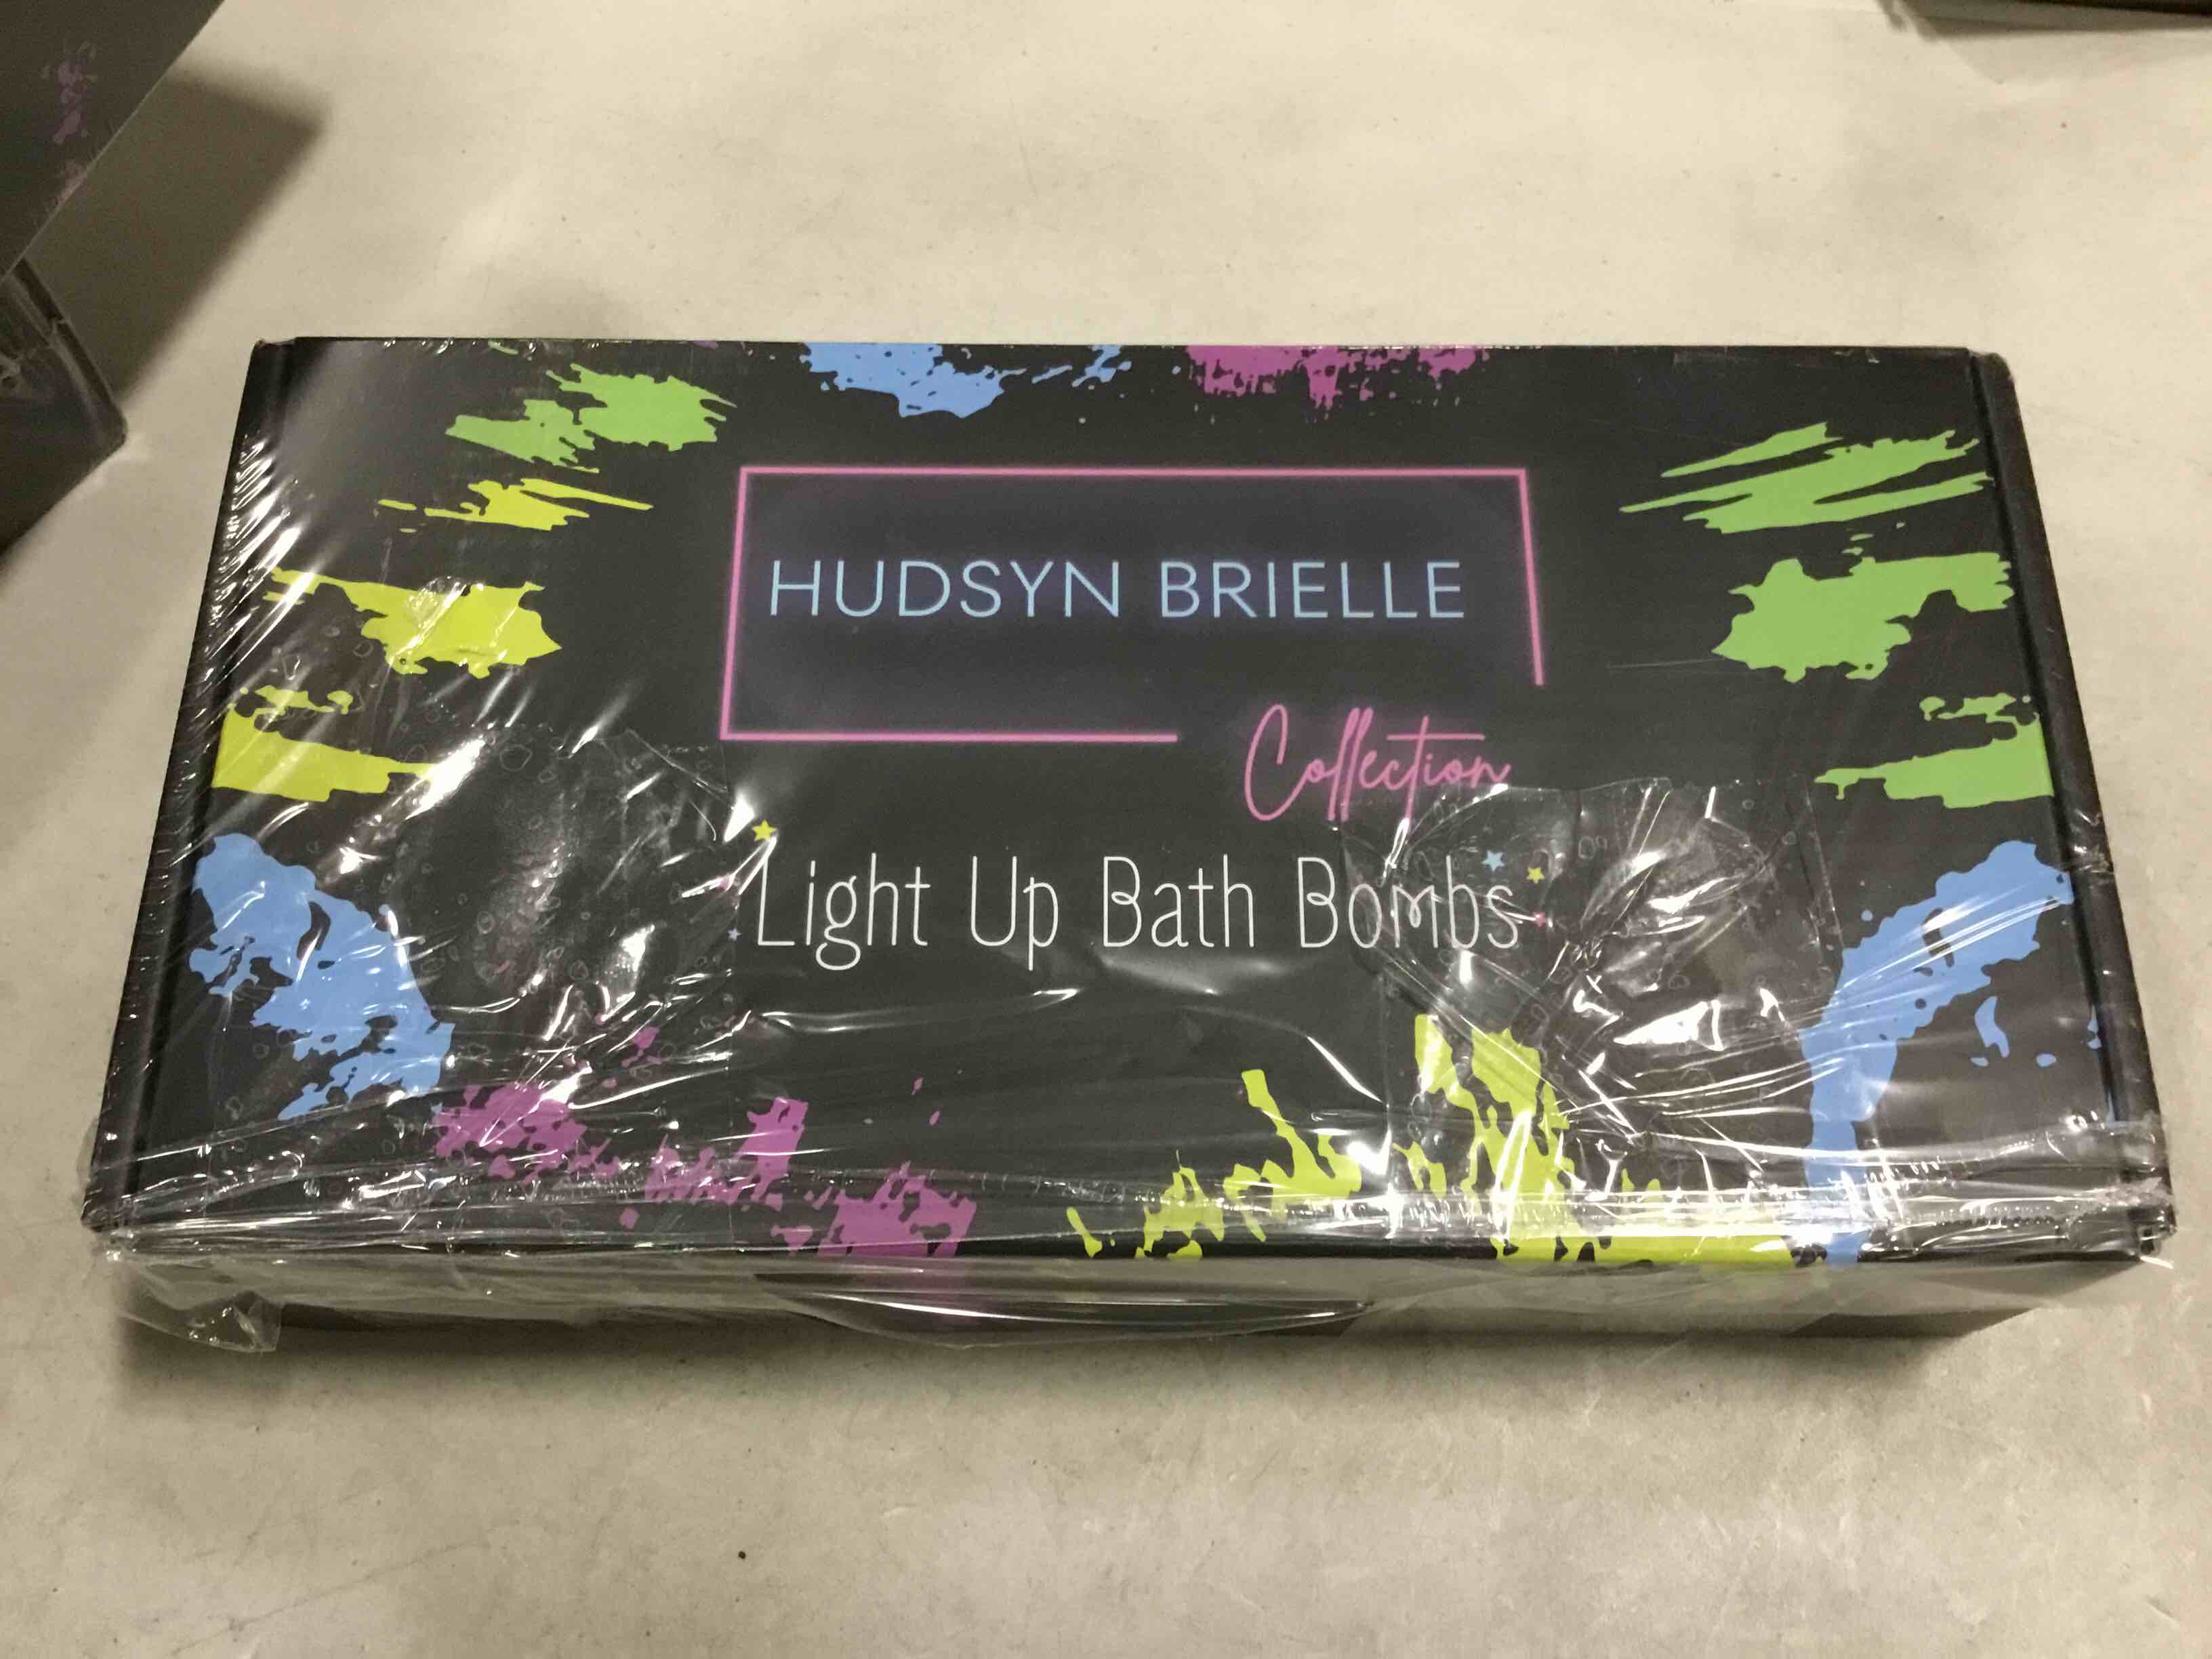 HUDSYN BRIELLE
Collection
Light Up Bath Bombs